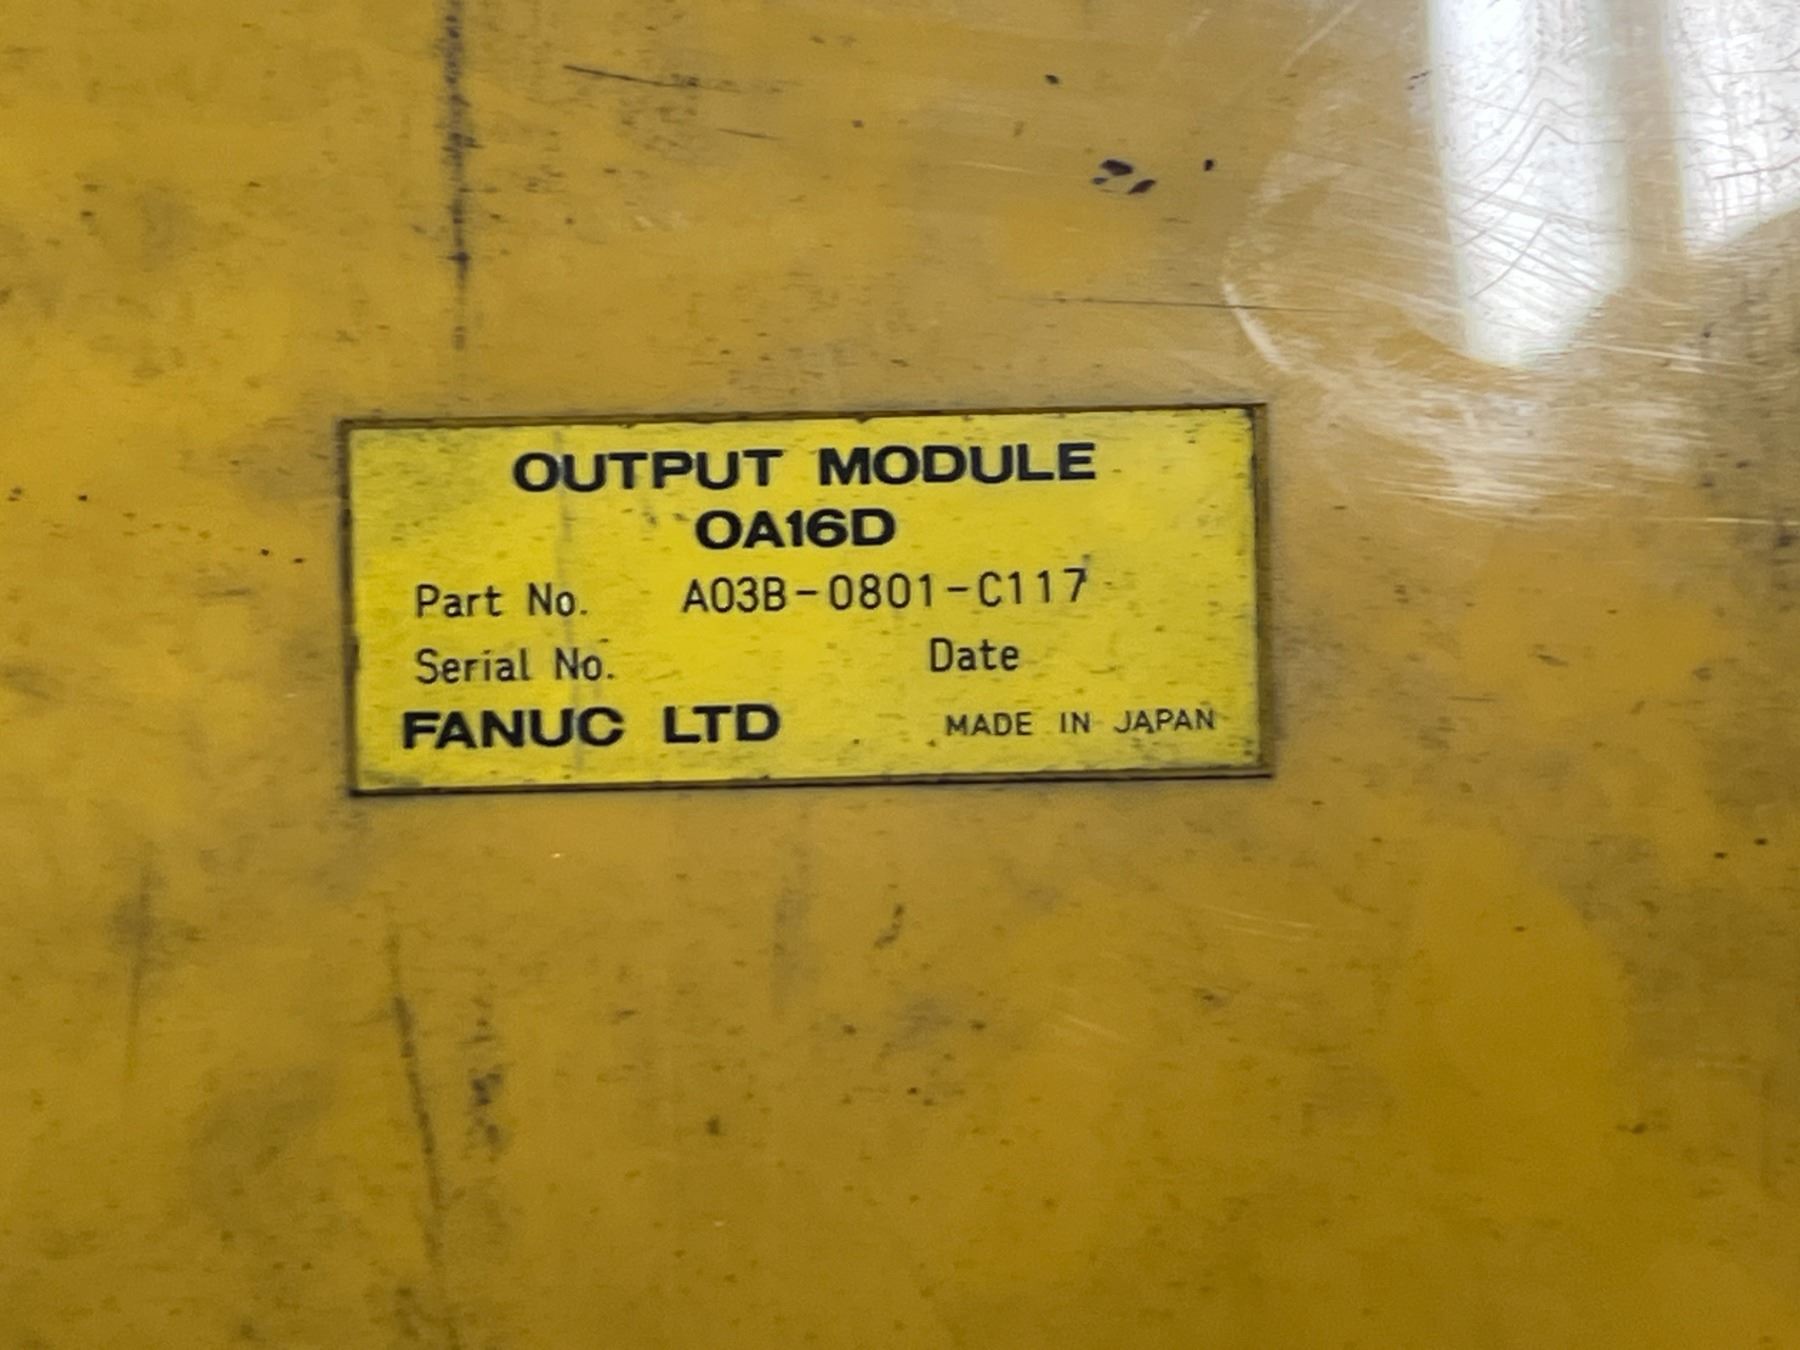 OUTPUT MODULE
OA16D
Part No. A03B-0801-C117
Serial No. Date
FANUC LTD MADE IN JAPAN